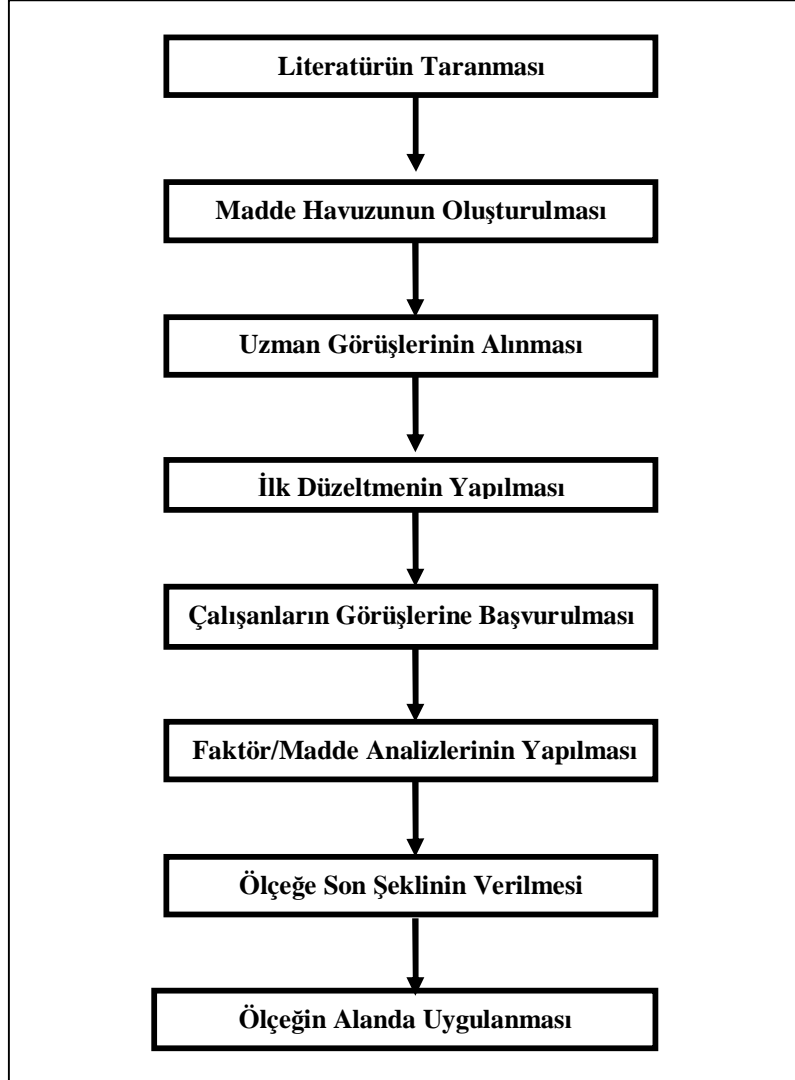 Literatürün Taranması
Madde Havuzunun Oluşturulması
Uzman Görüşlerinin Alınması
İlk Düzeltmenin Yapılması
Çalışanların Görüşlerine Başvurulması
Faktör/Madde Analizlerinin Yapılması
Ölçeğe Son Şeklinin Verilmesi
Ölçeğin Alanda Uygulanması